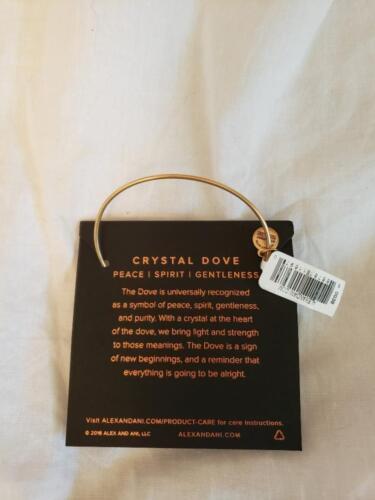 CRYSTAL DOVE
PEACE | SPIRIT | GENTLENESS
The Dove is universally recognized
as a symbol of peace, spirit, gentleness,
and purity. With a crystal at the heart
of the dove, we bring light and strength
to those meanings. The Dove is a sign
of new beginnings, and a reminder that
everything is going to be alright.
Visit ALEXANDANI.COM/PRODUCT-CARE for care instructions.
© 2016 ALEX AND ANI, LLC
ALEXANDANI.COM